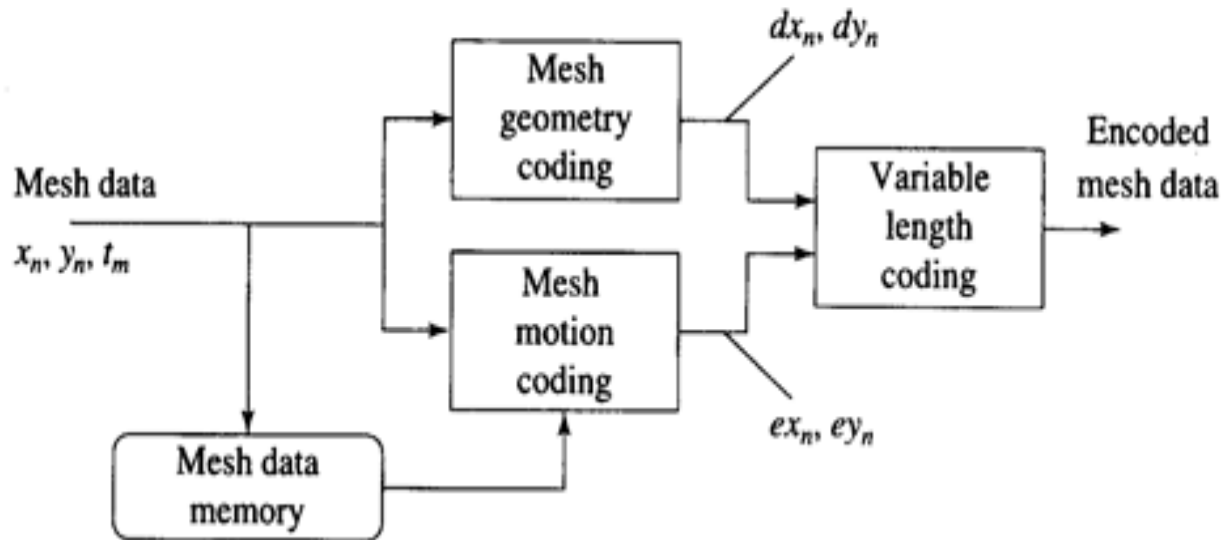 dxₙ, dyₙ
Mesh
geometry
coding
Encoded
mesh data
Mesh data
xₙ, yₙ, tₘ
Variable
length
coding
Mesh
motion
coding
exₙ, eyₙ
Mesh data
memory